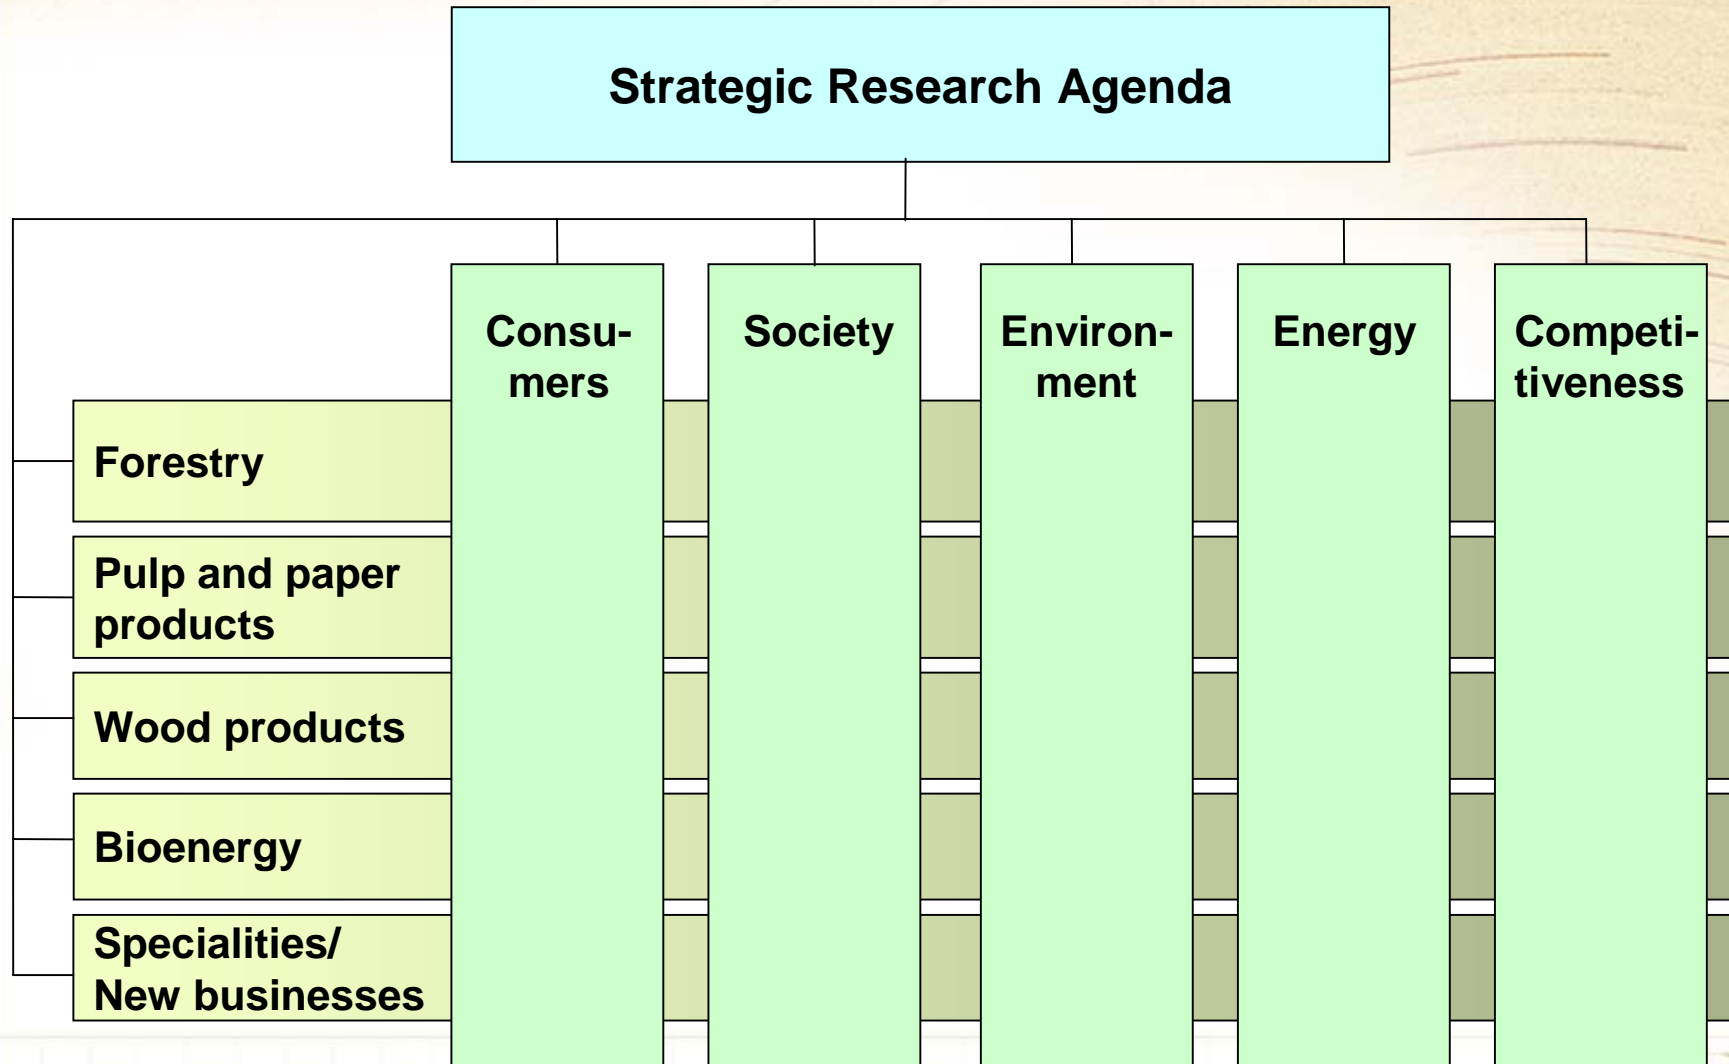 Strategic Research Agenda
Consu-
mers
Society
Environ-
ment
Energy
Competi-
tiveness
Forestry
Pulp and paper
products
Wood products
Bioenergy
Specialities/
New businesses